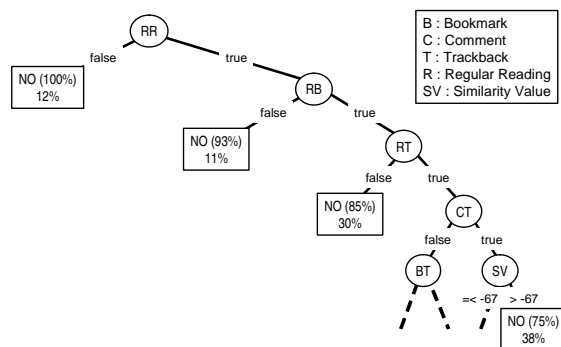 RR
B : Bookmark
C : Comment
T : Trackback
R : Regular Reading
SV : Similarity Value
false
true
NO (100%)
12%
RB
false
true
NO (93%)
11%
RT
false
true
NO (85%)
30%
CT
false
true
BT
SV
=< -67
> -67
NO (75%)
38%